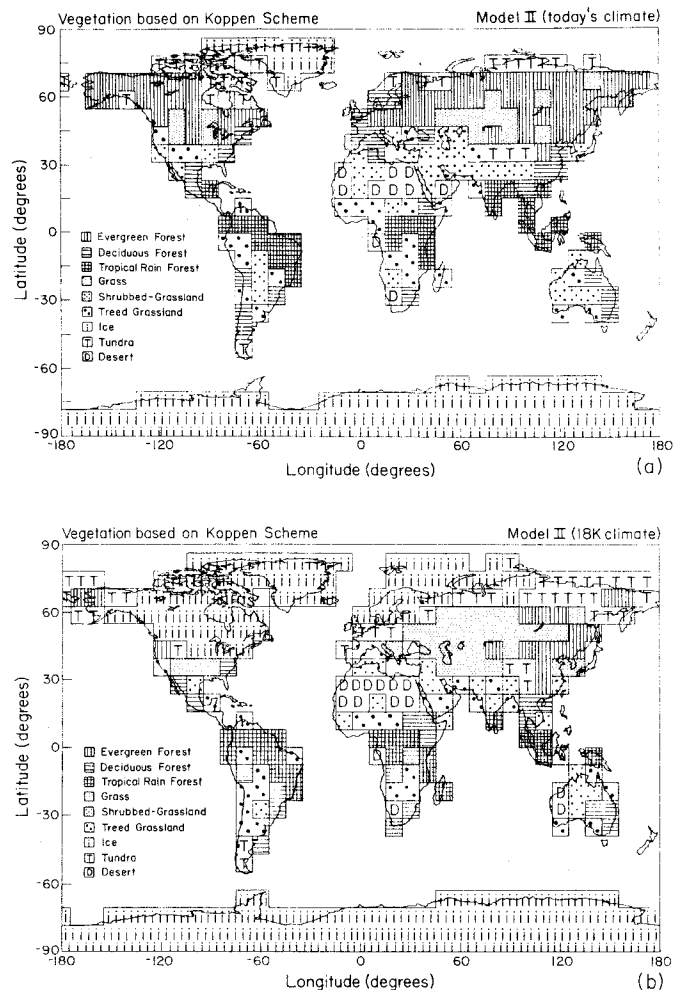 Vegetation based on Koppen Scheme Model II (today's climate)
90
60
30
0
-30
-60
-90
Latitude (degrees)
Evergreen Forest
Deciduous Forest
Tropical Rain Forest
Grass
Shrubbed-Grassland
Treed Grassland
i Ice
T Tundra
D Desert
-180 -120 -60 0 60 120 180
Longitude (degrees)
(a)
Vegetation based on Koppen Scheme Model II (18K climate)
90
60
30
0
-30
-60
-90
Latitude (degrees)
Evergreen Forest
Deciduous Forest
Tropical Rain Forest
Grass
Shrubbed-Grassland
Treed Grassland
i Ice
T Tundra
D Desert
-180 -120 -60 0 60 120 180
Longitude (degrees)
(b)